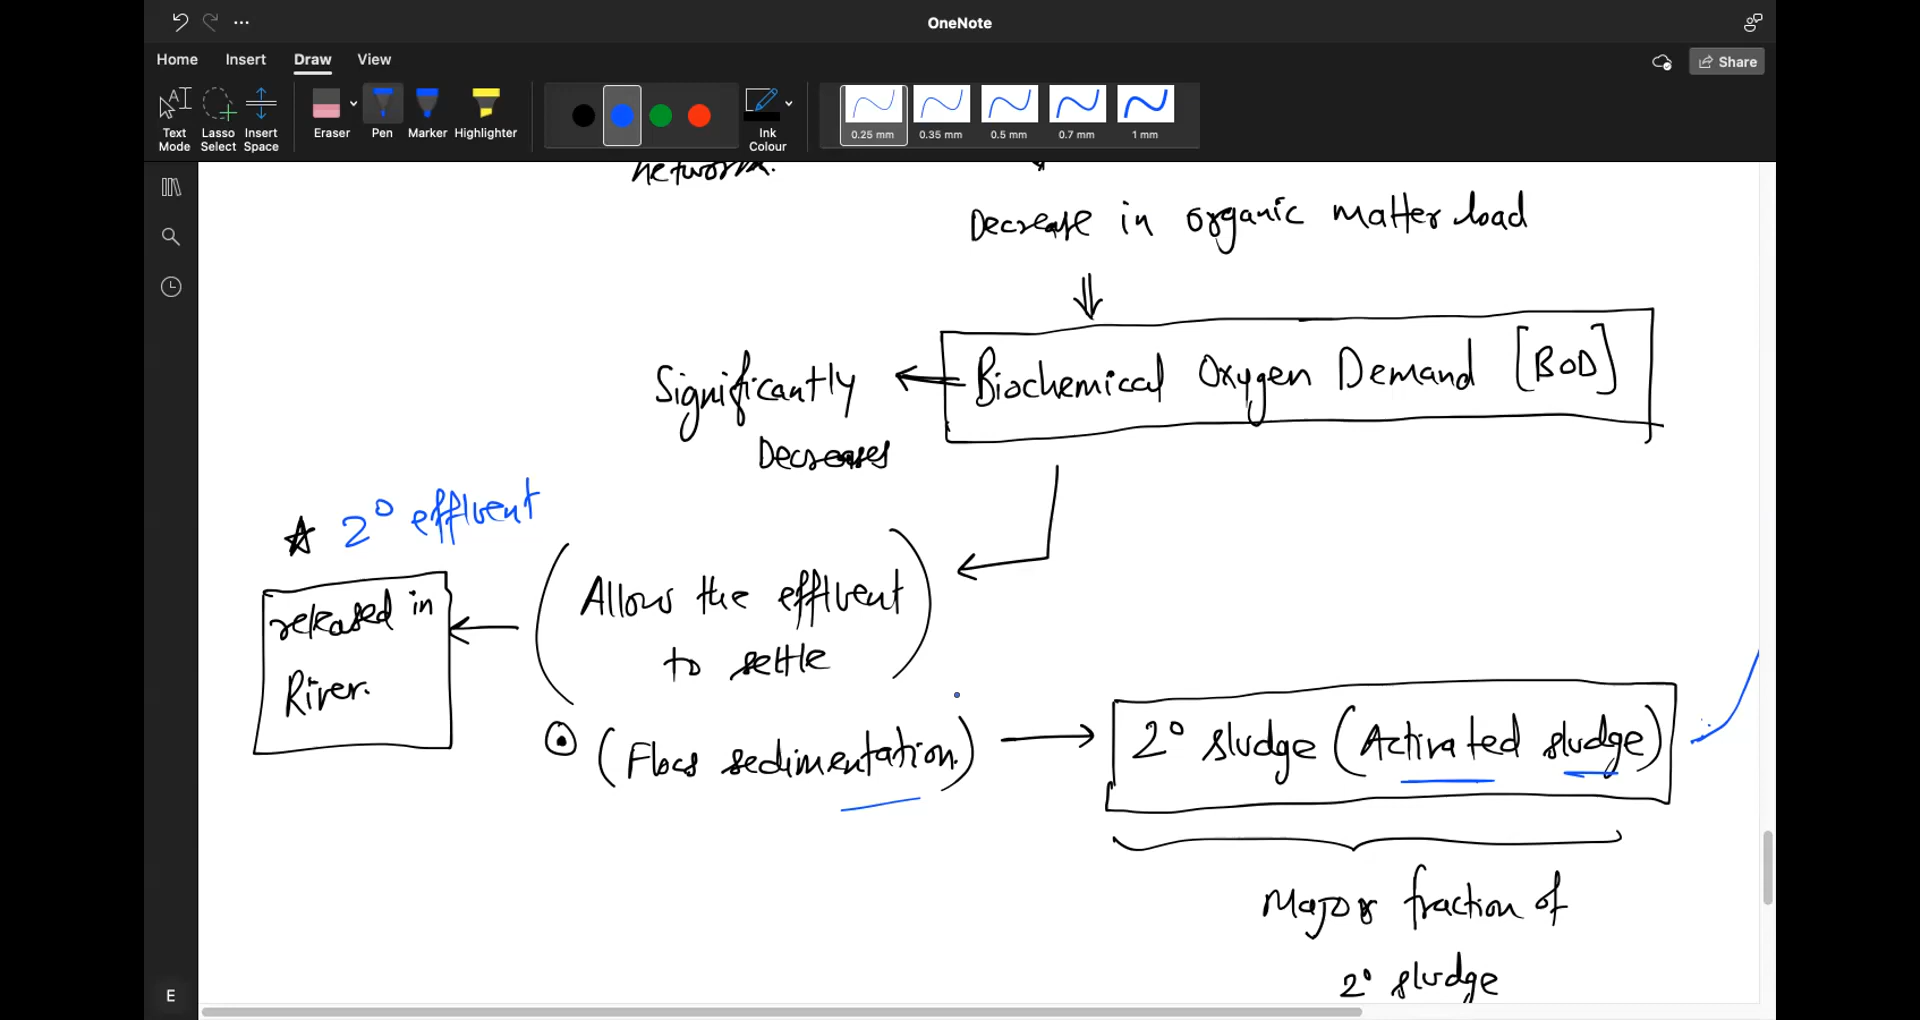 OneNote
Home Insert Draw View
Share
Text Mode
Lasso Select
Insert Space
Eraser
Pen
Marker
Highlighter
Ink Colour
0.25 mm
0.35 mm
0.5 mm
0.7 mm
1 mm
Decrease in organic matter load
Biochemical Oxygen Demand [BOD]
Significantly
Decreases
2° effluent
Allows the effluent
to settle
released in
River.
(Flocs sedimentation.)
2° sludge (Activated sludge)
Major fraction of
2° sludge
E